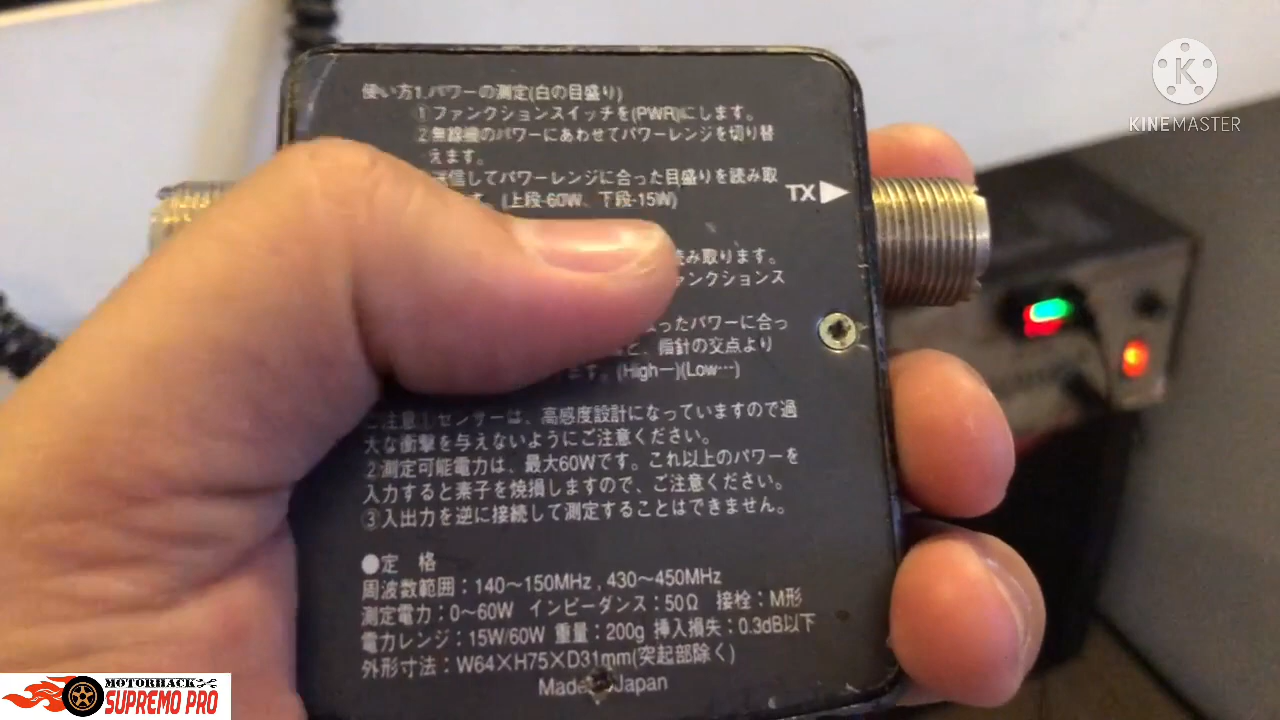 使い方1.パワーの測定(白の目盛り)
①ファンクションスイッチを(PWR)にします。
②無線機のパワーにあわせてパワーレンジを切り替
えます。
送信してパワーレンジに合った目盛りを読み取
す。(上段-60W、下段-15W)
TX
読み取ります。
ァンクションス
ったパワーに合っ
と、指針の交点より
ます。(High—)(Low…)
ご注意①センサーは、高感度設計になっていますので過
大な衝撃を与えないようにご注意ください。
②測定可能電力は、最大60Wです。これ以上のパワーを
入力すると素子を焼損しますので、ご注意ください。
③入出力を逆に接続して測定することはできません。
●定 格
周波数範囲:140〜150MHz , 430〜450MHz
測定電力:0〜60W インピーダンス:50Ω 接栓:M形
電力レンジ:15W/60W 重量:200g 挿入損失:0.3dB以下
外形寸法:W64×H75×D31mm(突起部除く)
Made Japan
K
KINEMASTER
MOTORHACK
SUPREMO PRO